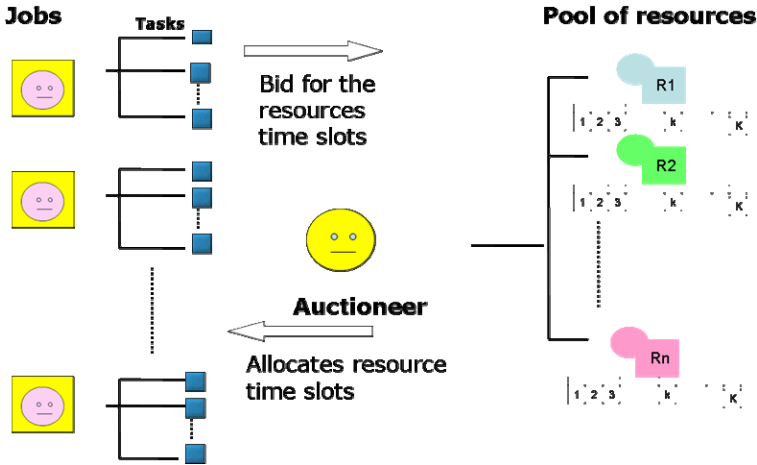 Jobs
Tasks
Pool of resources
Bid for the
resources
time slots
R1
1 2 3 k K
R2
1 2 3 k K
Auctioneer
Allocates resource
time slots
Rn
1 2 3 k K